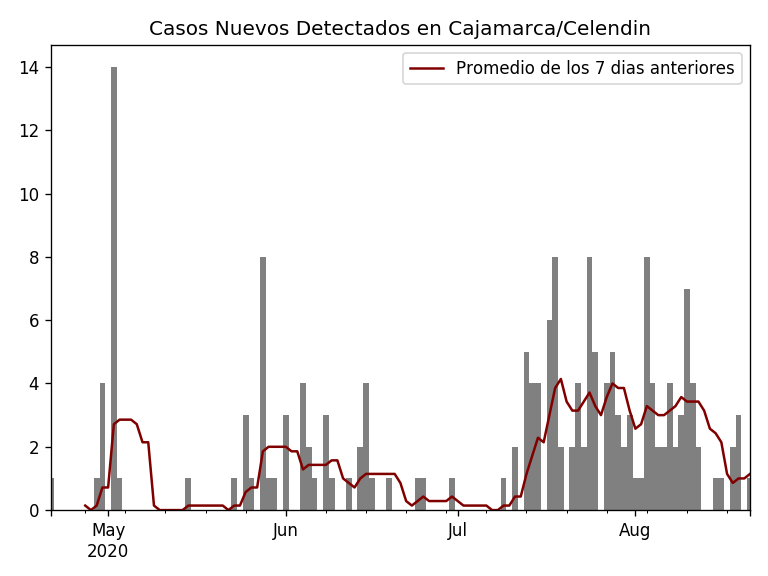 Casos Nuevos Detectados en Cajamarca/Celendin
Promedio de los 7 dias anteriores
14
12
10
8
6
4
2
0
May
2020
Jun
Jul
Aug